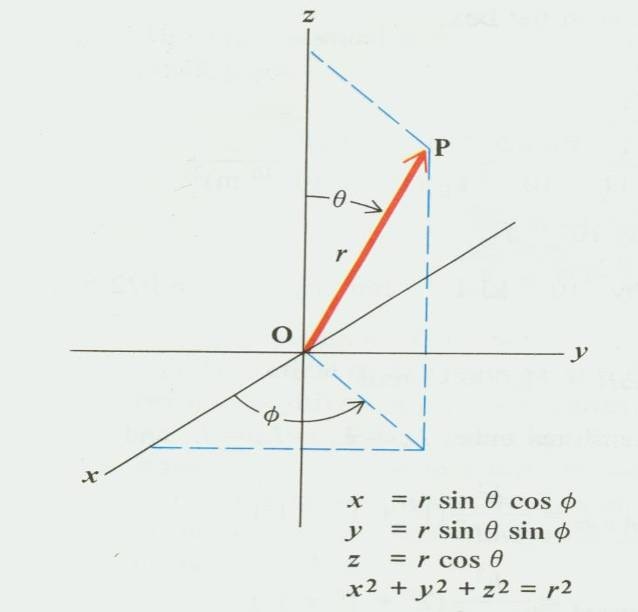 z
P
θ
r
O
y
ϕ
x
x = r sin θ cos ϕ
y = r sin θ sin ϕ
z = r cos θ
x2 + y2 + z2 = r2